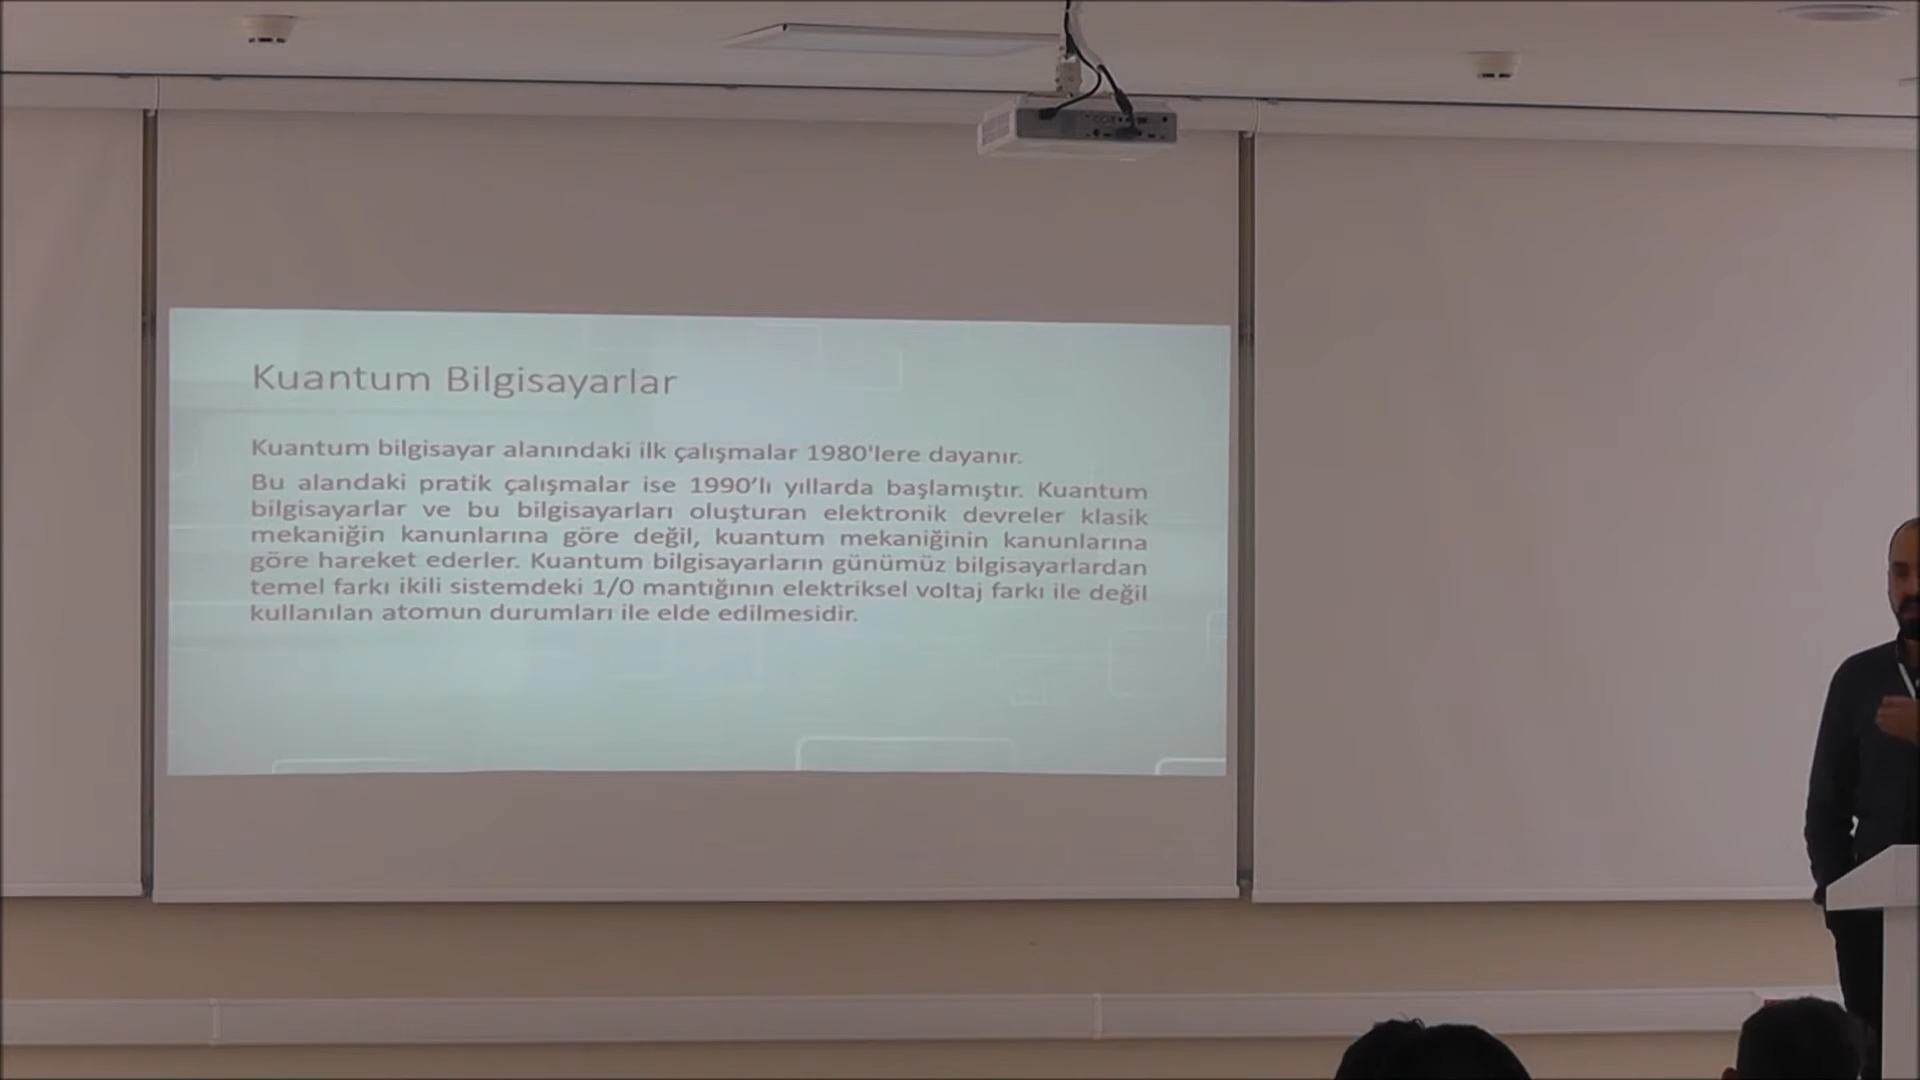 Kuantum Bilgisayarlar
Kuantum bilgisayar alanındaki ilk çalışmalar 1980'lere dayanır.
Bu alandaki pratik çalışmalar ise 1990’lı yıllarda başlamıştır. Kuantum
bilgisayarlar ve bu bilgisayarları oluşturan elektronik devreler klasik
mekaniğin kanunlarına göre değil, kuantum mekaniğinin kanunlarına
göre hareket ederler. Kuantum bilgisayarların günümüz bilgisayarlardan
temel farkı ikili sistemdeki 1/0 mantığının elektriksel voltaj farkı ile değil
kullanılan atomun durumları ile elde edilmesidir.